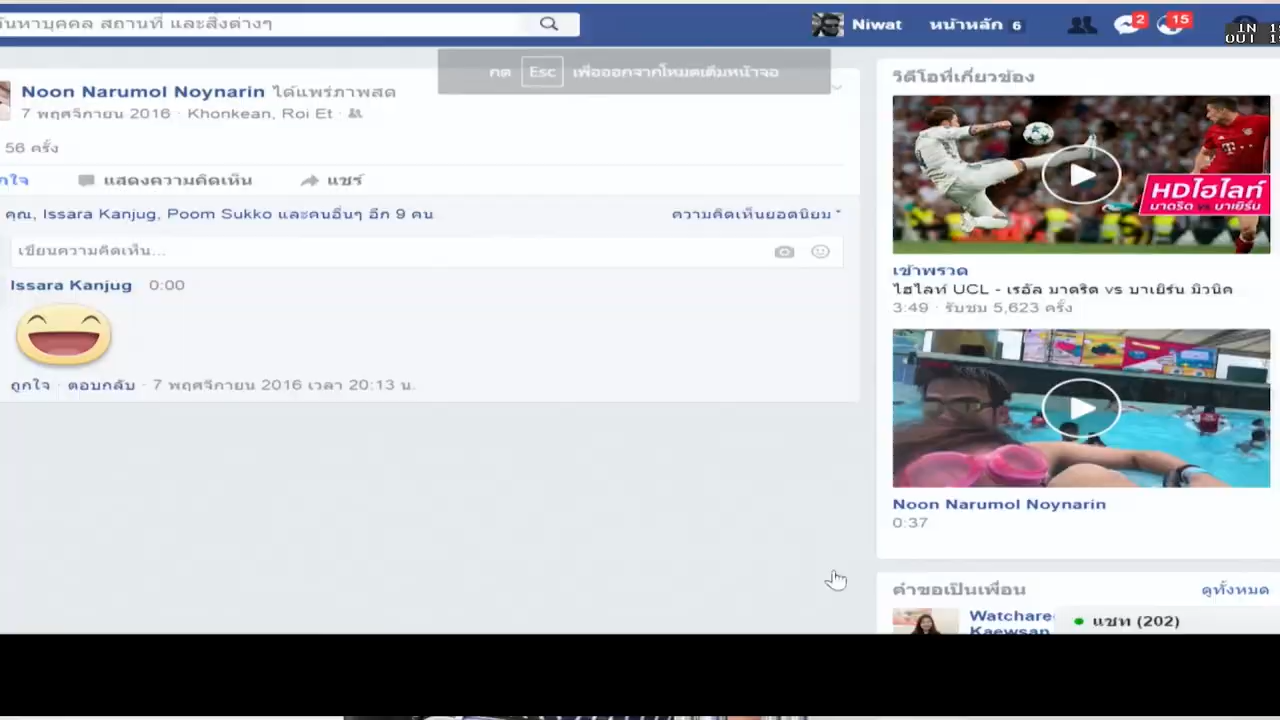 ค้นหาบุคคล สถานที่ และสิ่งต่างๆ
Niwat
หน้าหลัก 6
2
15
IN
OUT
กด Esc เพื่อออกจากโหมดเต็มหน้าจอ
Noon Narumol Noynarin ได้แพร่ภาพสด
7 พฤศจิกายน 2016 · Khonkean, Roi Et ·
56 ครั้ง
แสดงความคิดเห็น
แชร์
คุณ, Issara Kanjug, Poom Sukko และคนอื่นๆ อีก 9 คน
ความคิดเห็นยอดนิยม
เขียนความคิดเห็น...
Issara Kanjug 0:00
ถูกใจ · ตอบกลับ · 7 พฤศจิกายน 2016 เวลา 20:13 น.
วิดีโอที่เกี่ยวข้อง
HDไฮไลท์
มาดริด vs บาเยิร์น
เข้าพรวด
ไฮไลท์ UCL - เรอัล มาดริด vs บาเยิร์น มิวนิค
3:49 · รับชม 5,623 ครั้ง
Noon Narumol Noynarin
0:37
คำขอเป็นเพื่อน
ดูทั้งหมด
Kaewsan
แชท (202)